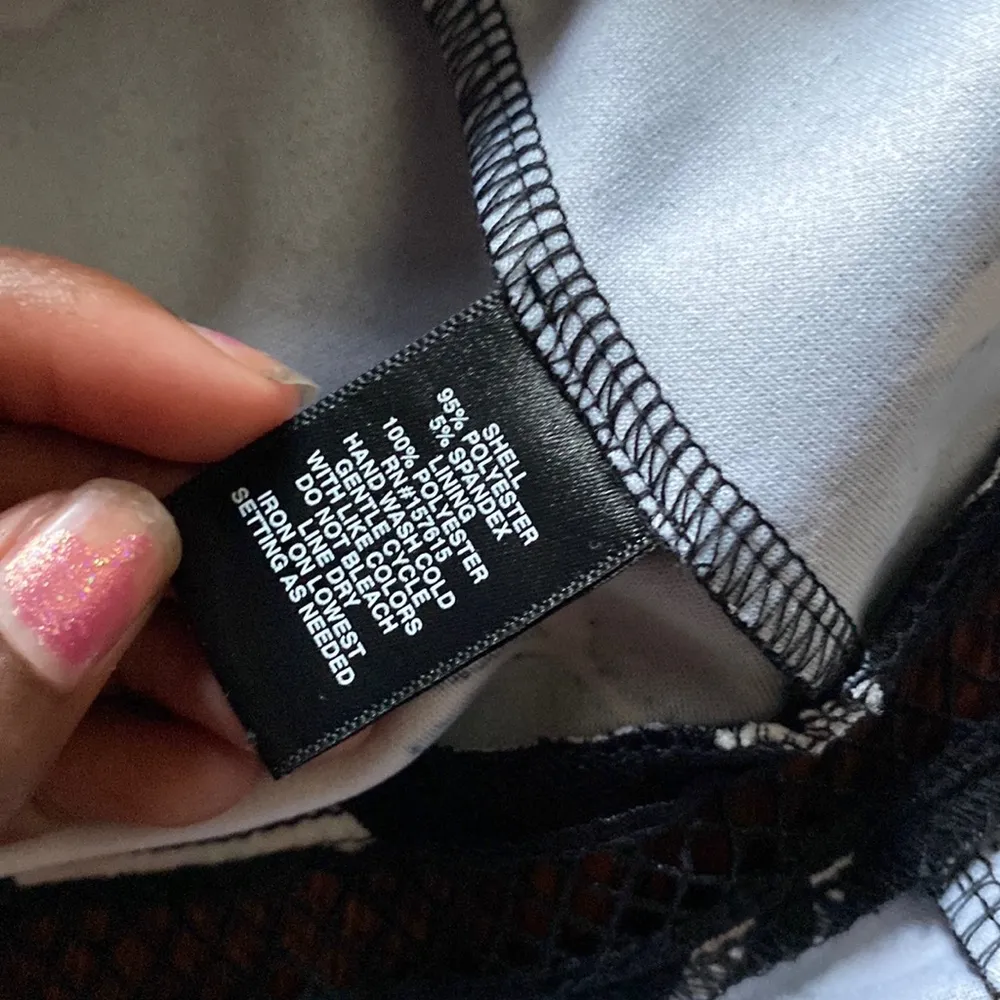 SHELL
95% POLYESTER
5% SPANDEX
LINING
100% POLYESTER
RN#157615
HAND WASH COLD
GENTLE CYCLE
WITH LIKE COLORS
DO NOT BLEACH
LINE DRY
IRON ON LOWEST
SETTING AS NEEDED